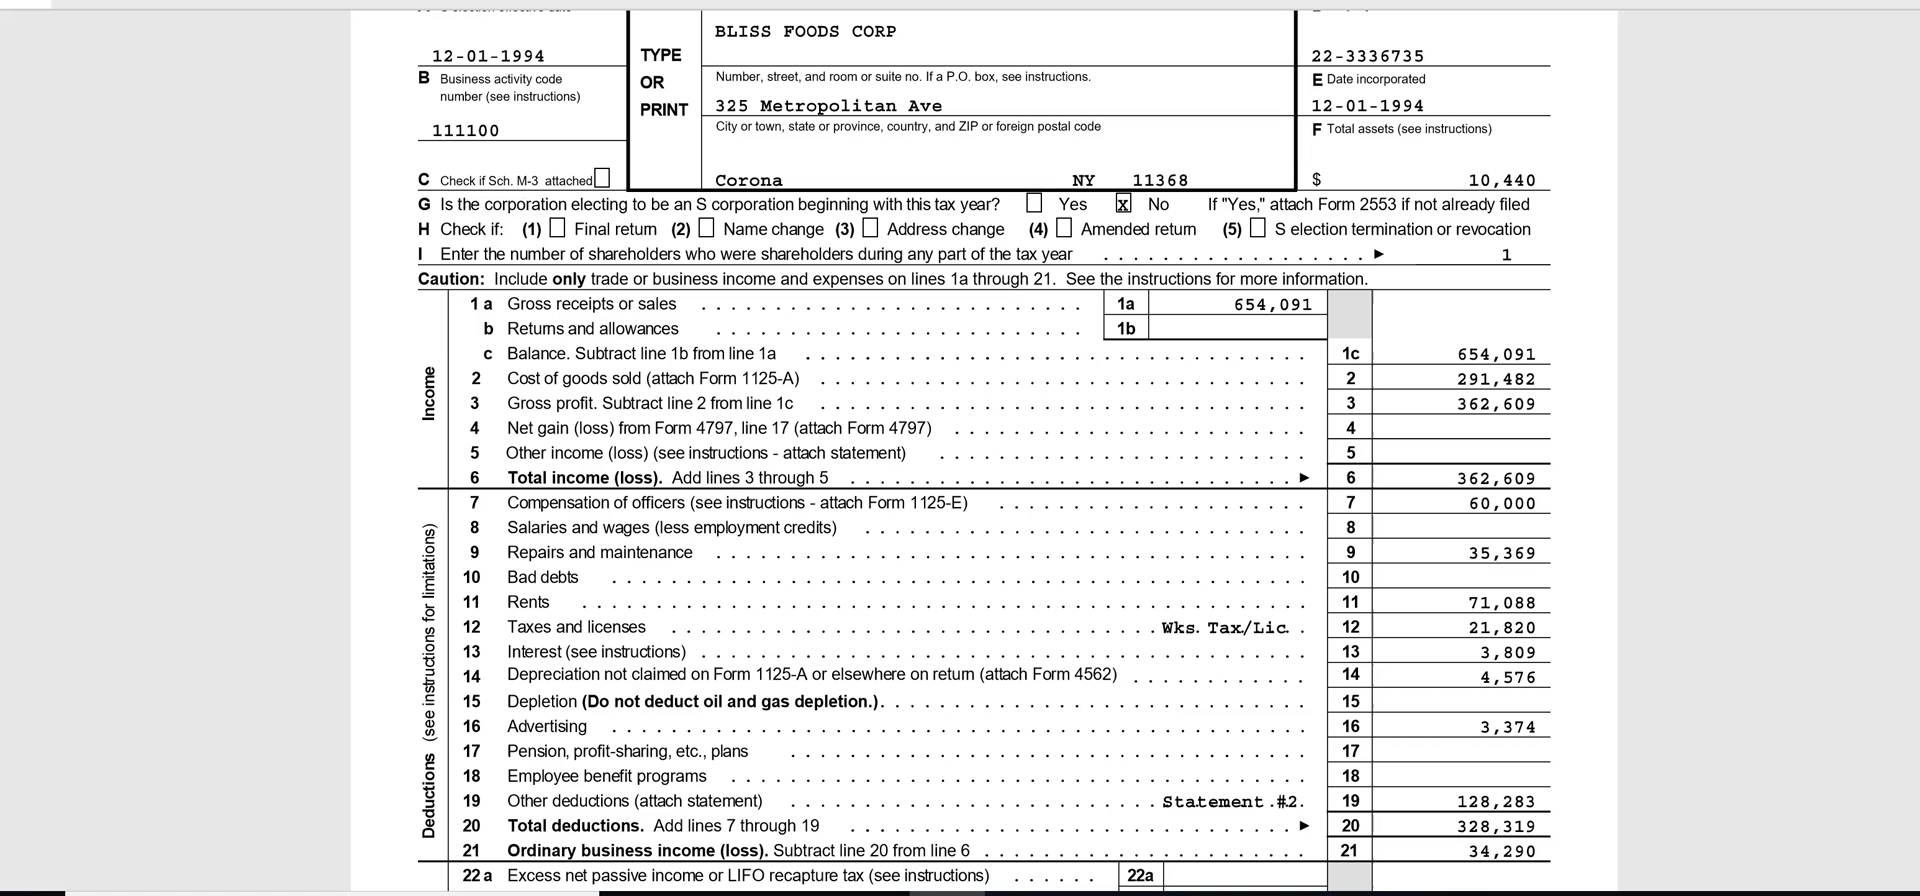 BLISS FOODS CORP
12-01-1994
TYPE
OR
PRINT
22-3336735
B Business activity code
number (see instructions)
Number, street, and room or suite no. If a P.O. box, see instructions.
E Date incorporated
325 Metropolitan Ave
12-01-1994
111100
City or town, state or province, country, and ZIP or foreign postal code
F Total assets (see instructions)
C Check if Sch. M-3 attached
Corona NY 11368
$ 10,440
G Is the corporation electing to be an S corporation beginning with this tax year? Yes X No If "Yes," attach Form 2553 if not already filed
H Check if: (1) Final return (2) Name change (3) Address change (4) Amended return (5) S election termination or revocation
I Enter the number of shareholders who were shareholders during any part of the tax year 1
Caution: Include only trade or business income and expenses on lines 1a through 21. See the instructions for more information.
Income
1 a Gross receipts or sales 1a 654,091
b Returns and allowances 1b
c Balance. Subtract line 1b from line 1a 1c 654,091
2 Cost of goods sold (attach Form 1125-A) 2 291,482
3 Gross profit. Subtract line 2 from line 1c 3 362,609
4 Net gain (loss) from Form 4797, line 17 (attach Form 4797) 4
5 Other income (loss) (see instructions - attach statement) 5
6 Total income (loss). Add lines 3 through 5 6 362,609
Deductions (see instructions for limitations)
7 Compensation of officers (see instructions - attach Form 1125-E) 7 60,000
8 Salaries and wages (less employment credits) 8
9 Repairs and maintenance 9 35,369
10 Bad debts 10
11 Rents 11 71,088
12 Taxes and licenses Wks. Tax/Lic. 12 21,820
13 Interest (see instructions) 13 3,809
14 Depreciation not claimed on Form 1125-A or elsewhere on return (attach Form 4562) 14 4,576
15 Depletion (Do not deduct oil and gas depletion.) 15
16 Advertising 16 3,374
17 Pension, profit-sharing, etc., plans 17
18 Employee benefit programs 18
19 Other deductions (attach statement) Statement #2 19 128,283
20 Total deductions. Add lines 7 through 19 20 328,319
21 Ordinary business income (loss). Subtract line 20 from line 6 21 34,290
22 a Excess net passive income or LIFO recapture tax (see instructions) 22a